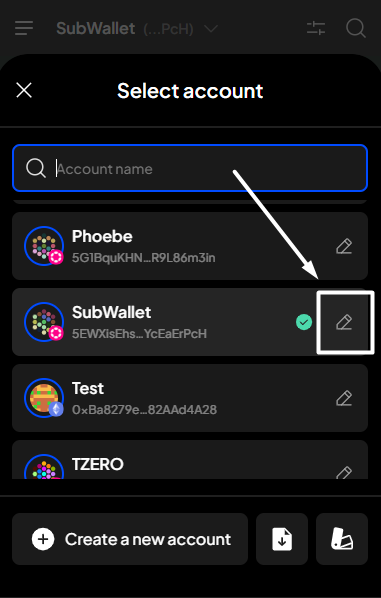 SubWallet (...PcH)
Select account
Account name
Phoebe
5G1BquKHN...R9L86m3in
SubWallet
5EWXisEhs...YcEaErPcH
Test
0xBa8279e...82AAd4A28
TZERO
Create a new account